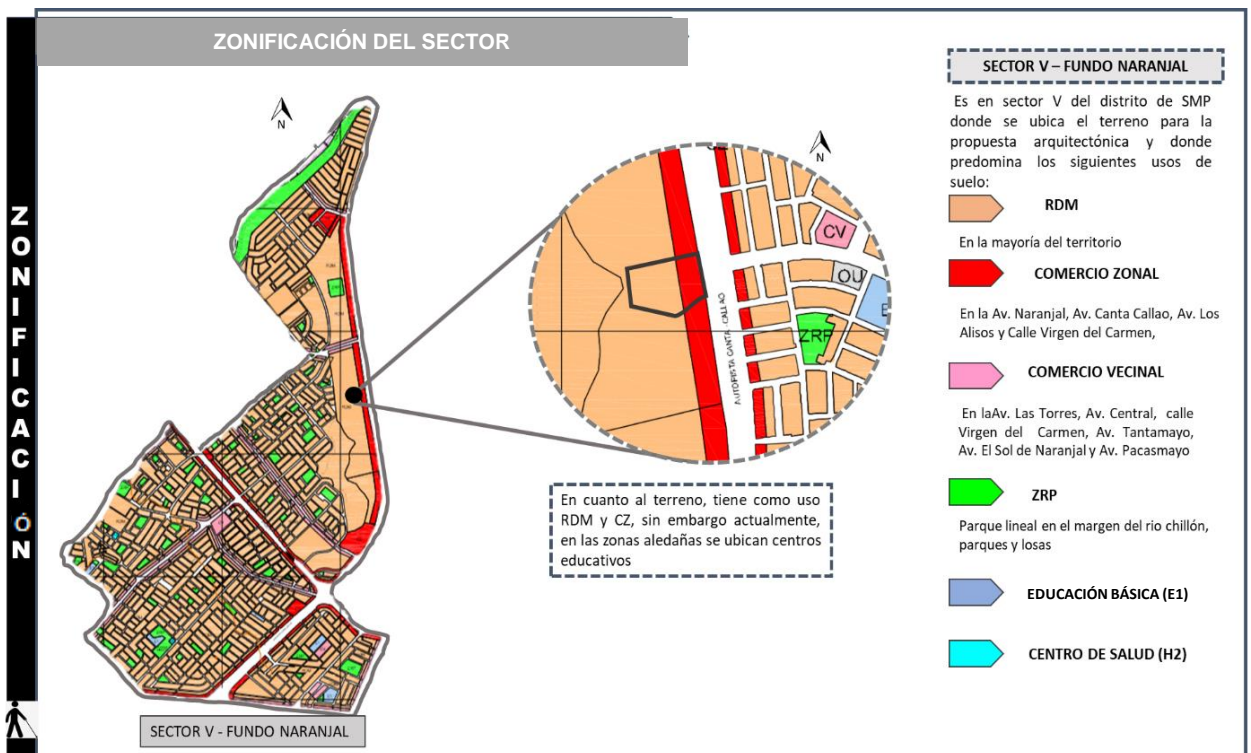 ZONIFICACIÓN
ZONIFICACIÓN DEL SECTOR
N
SECTOR V - FUNDO NARANJAL
N
CV
OU
E
ZRP
AUTOPISTA CANTA - CALLAO
En cuanto al terreno, tiene como uso
RDM y CZ, sin embargo actualmente,
en las zonas aledañas se ubican centros
educativos
SECTOR V – FUNDO NARANJAL
Es en sector V del distrito de SMP
donde se ubica el terreno para la
propuesta arquitectónica y donde
predomina los siguientes usos de
suelo:
RDM
En la mayoría del territorio
COMERCIO ZONAL
En la Av. Naranjal, Av. Canta Callao, Av. Los
Alisos y Calle Virgen del Carmen,
COMERCIO VECINAL
En laAv. Las Torres, Av. Central, calle
Virgen del Carmen, Av. Tantamayo,
Av. El Sol de Naranjal y Av. Pacasmayo
ZRP
Parque lineal en el margen del rio chillón,
parques y losas
EDUCACIÓN BÁSICA (E1)
CENTRO DE SALUD (H2)